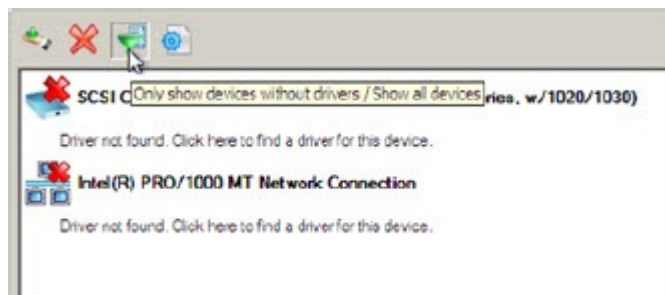 SCSI C
Only show devices without drivers / Show all devices
ries, w/1020/1030)
Driver not found. Click here to find a driver for this device.
Intel(R) PRO/1000 MT Network Connection
Driver not found. Click here to find a driver for this device.